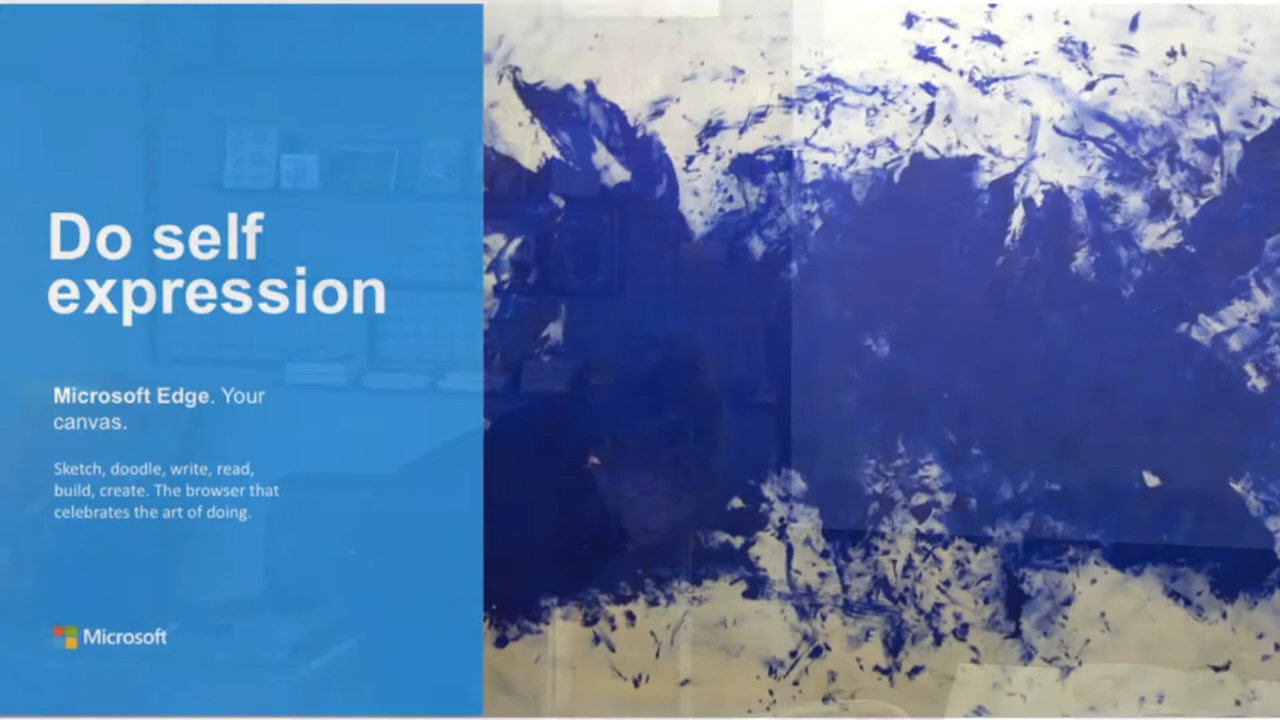 Do self
expression
Microsoft Edge. Your
canvas.
Sketch, doodle, write, read,
build, create. The browser that
celebrates the art of doing.
Microsoft